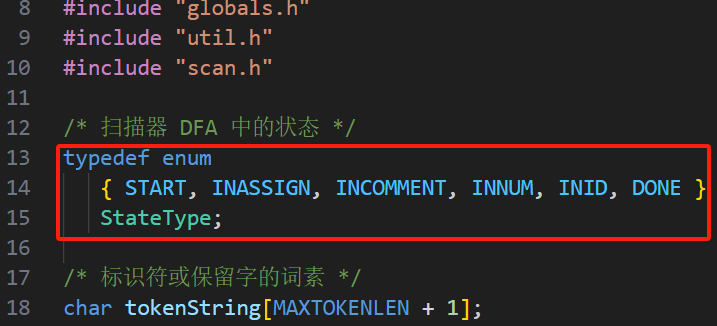 8 #include "globals.h"
9 #include "util.h"
10 #include "scan.h"
11
12 /* 扫描器 DFA 中的状态 */
13 typedef enum
14 { START, INASSIGN, INCOMMENT, INNUM, INID, DONE }
15 StateType;
16
17 /* 标识符或保留字的词素 */
18 char tokenString[MAXTOKENLEN + 1];